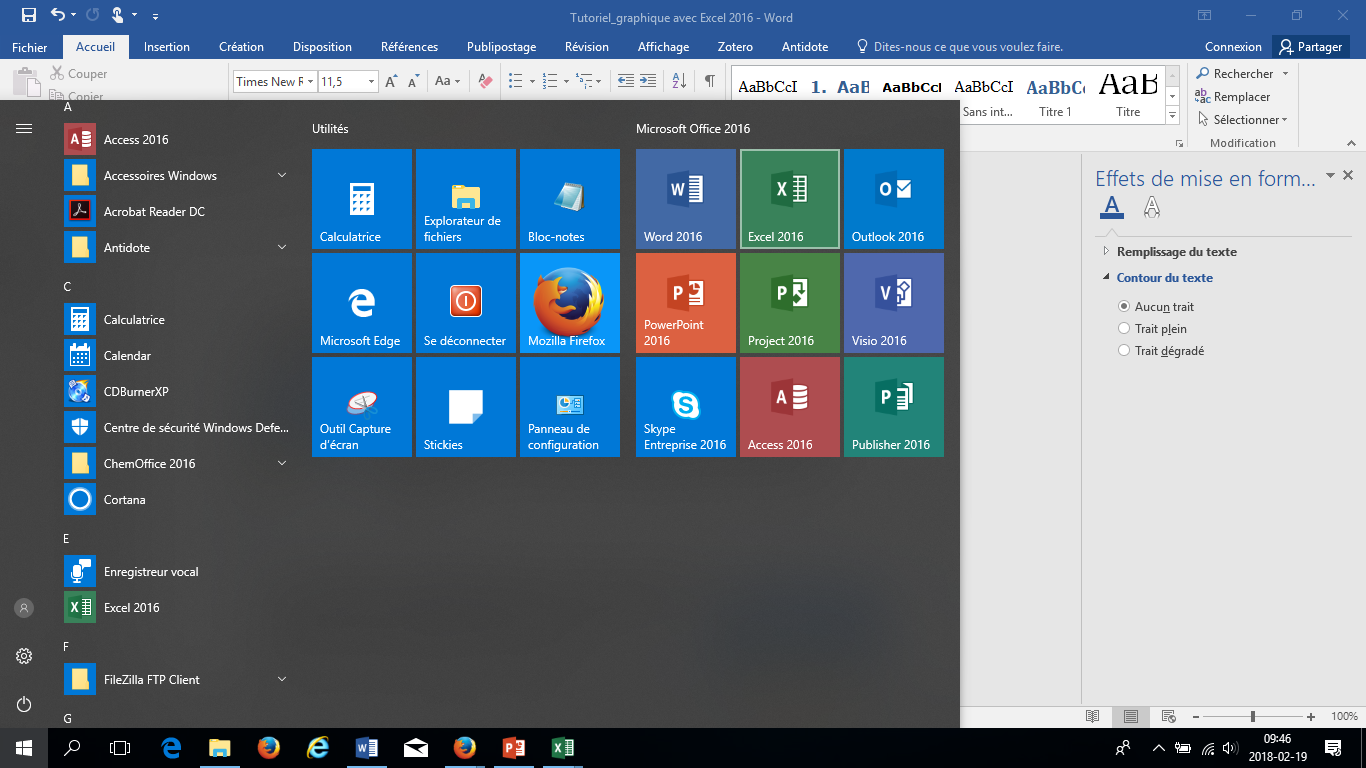 Tutoriel_graphique avec Excel 2016 - Word
Fichier Accueil Insertion Création Disposition Références Publipostage Révision Affichage Zotero Antidote Dites-nous ce que vous voulez faire. Connexion Partager
Couper
Copier
Times New R 11,5 Aa
AaBbCcI 1. AaB AaBbCcI AaBbCcI AaBbCc AaB
Sans int... Titre 1 Titre
Rechercher
Remplacer
Sélectionner
Modification
A
Access 2016
Accessoires Windows
Acrobat Reader DC
Antidote
C
Calculatrice
Calendar
CDBurnerXP
Centre de sécurité Windows Defe...
ChemOffice 2016
Cortana
E
Enregistreur vocal
Excel 2016
F
FileZilla FTP Client
G
Utilités
Calculatrice
Explorateur de
fichiers
Bloc-notes
Microsoft Edge
Se déconnecter
Mozilla Firefox
Outil Capture
d'écran
Stickies
Panneau de
configuration
Microsoft Office 2016
Word 2016
Excel 2016
Outlook 2016
PowerPoint
2016
Project 2016
Visio 2016
Skype
Entreprise 2016
Access 2016
Publisher 2016
Effets de mise en form...
Remplissage du texte
Contour du texte
Aucun trait
Trait plein
Trait dégradé
100%
09:46
2018-02-19